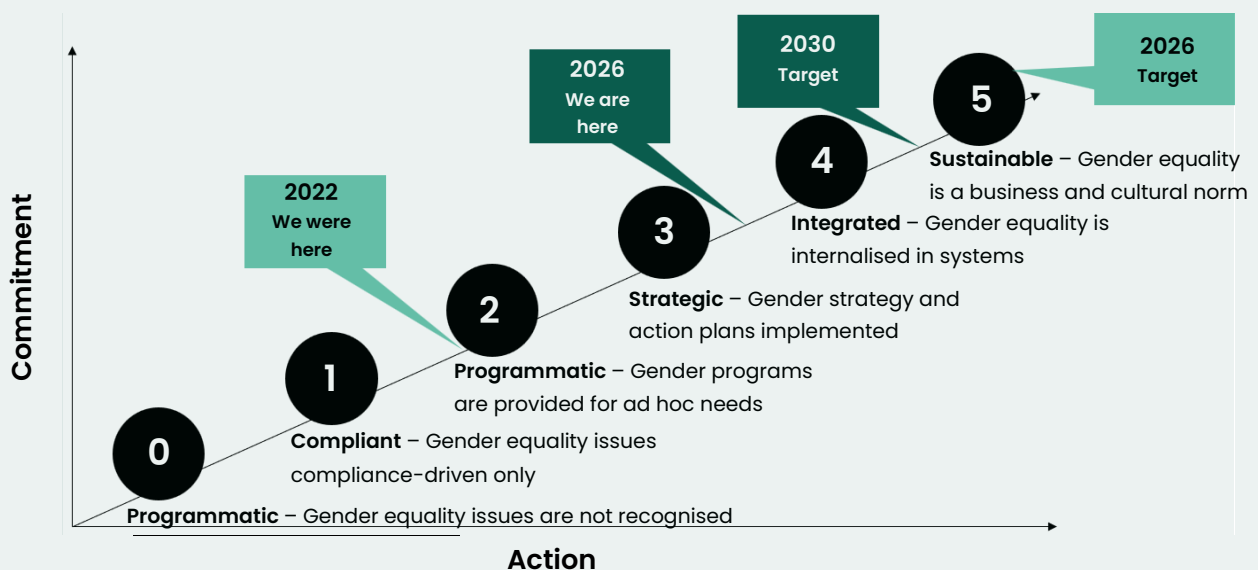 2026
Target
2030
Target
5
2026
We are
here
4
Sustainable – Gender equality
is a business and cultural norm
2022
We were
here
3
Integrated – Gender equality is
internalised in systems
2
Strategic – Gender strategy and
action plans implemented
1
Programmatic – Gender programs
are provided for ad hoc needs
0
Compliant – Gender equality issues
compliance-driven only
Programmatic – Gender equality issues are not recognised
Commitment
Action